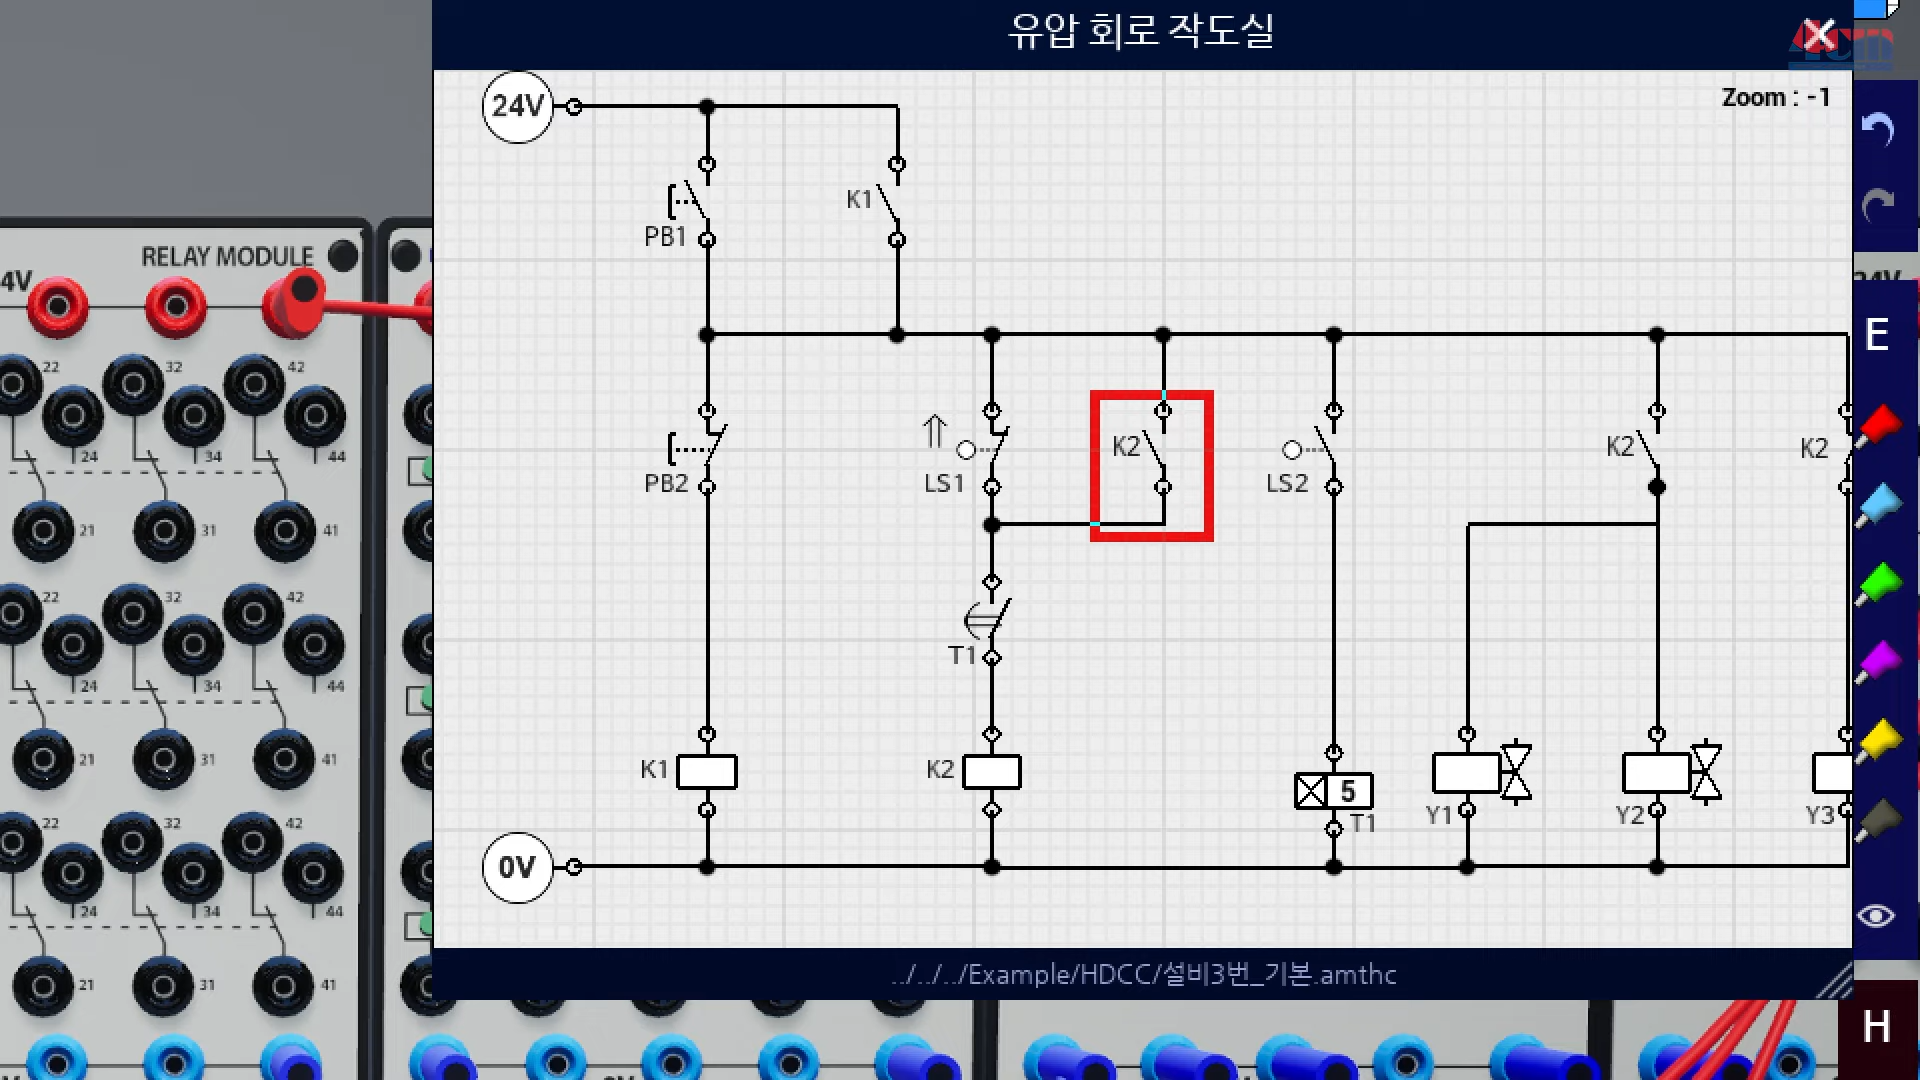 유압 회로 작도실
24V
Zoom : -1
PB1
K1
RELAY MODULE
4V
E
22
32
42
24
34
44
21
31
41
PB2
LS1
K2
LS2
K2
K2
22
32
42
24
34
44
21
31
41
T1
K1
K2
5
T1
Y1
Y2
Y3
22
32
42
24
34
44
21
31
41
0V
../../../Example/HDCC/설비3번_기본.amthc
H